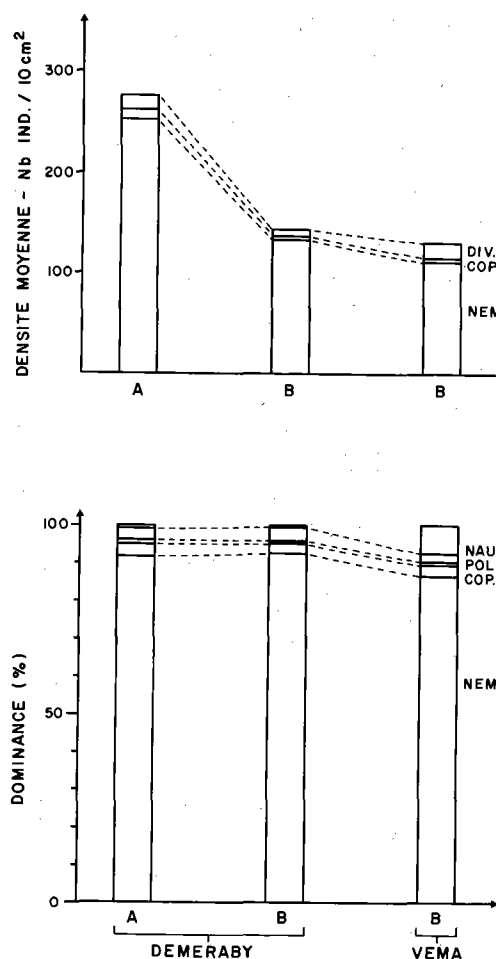 DENSITE MOYENNE - Nb IND. / 10 cm²
300
200
100
DIV.
COP
NEM
A B B
DOMINANCE (%)
100
50
0
NAU
POL
COP.
NEM
A B B
DEMERABY VEMA